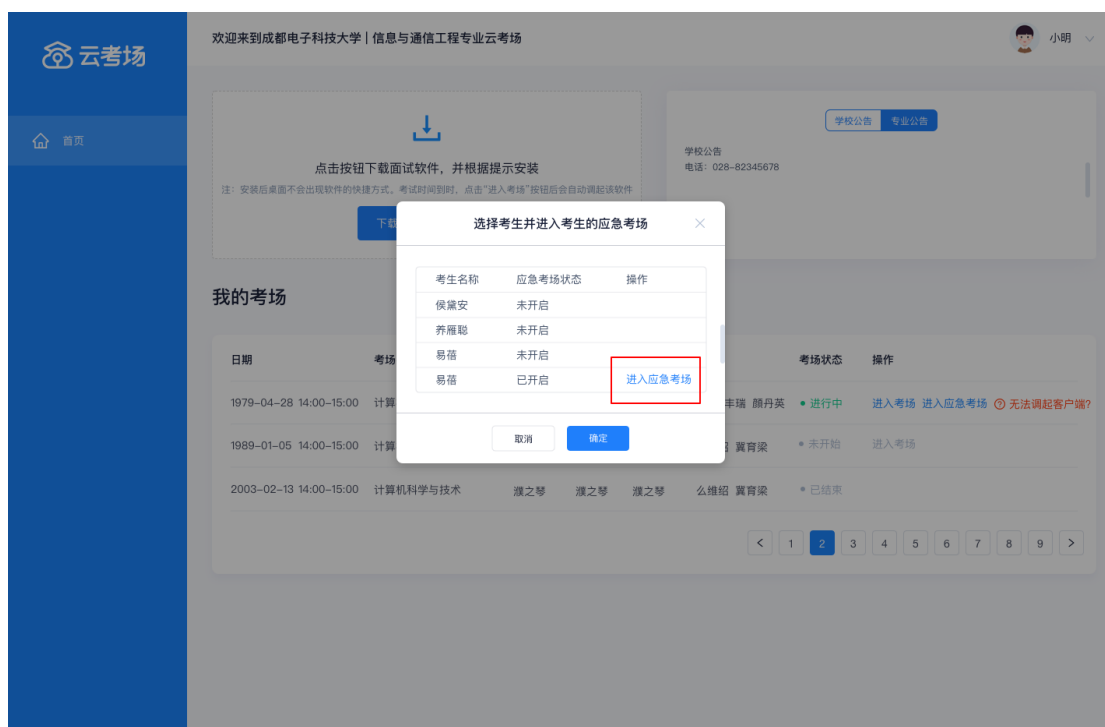 云考场
首页
欢迎来到成都电子科技大学 | 信息与通信工程专业云考场
小明
点击按钮下载面试软件，并根据提示安装
注：安装后桌面不会出现软件的快捷方式。考试时间到时，点击“进入考场”按钮后会自动调起该软件
下载
学校公告 专业公告
学校公告
电话：028-82345678
选择考生并进入考生的应急考场
考生名称 应急考场状态 操作
侯黛安 未开启
养雁聪 未开启
易蓓 未开启
易蓓 已开启 进入应急考场
取消 确定
我的考场
日期 考场 考场状态 操作
1979-04-28 14:00-15:00 计算 丰瑞 颜丹英 进行中 进入考场 进入应急考场 无法调起客户端?
1989-01-05 14:00-15:00 计算 冀育梁 未开始 进入考场
2003-02-13 14:00-15:00 计算机科学与技术 濮之琴 濮之琴 濮之琴 么维绍 冀育梁 已结束
< 1 2 3 4 5 6 7 8 9 >